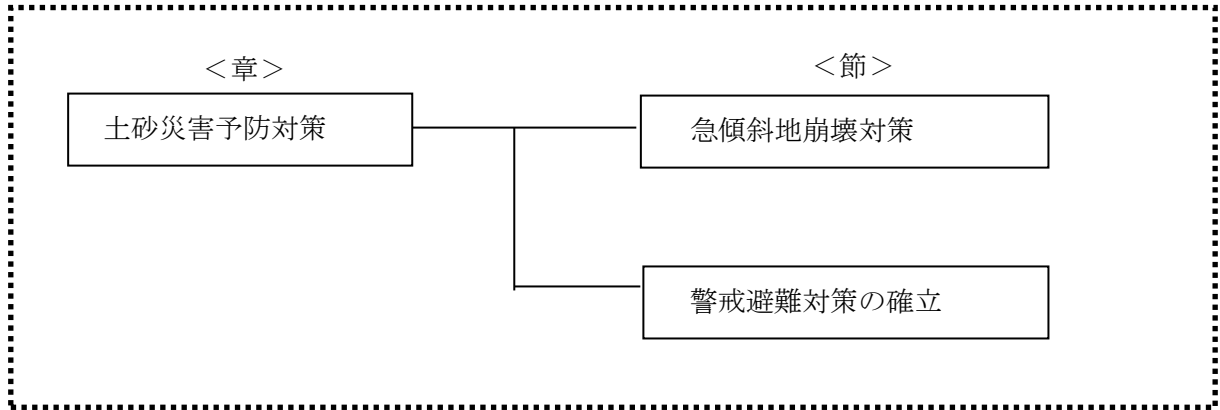 ＜章＞
＜節＞
土砂災害予防対策
急傾斜地崩壊対策
警戒避難対策の確立